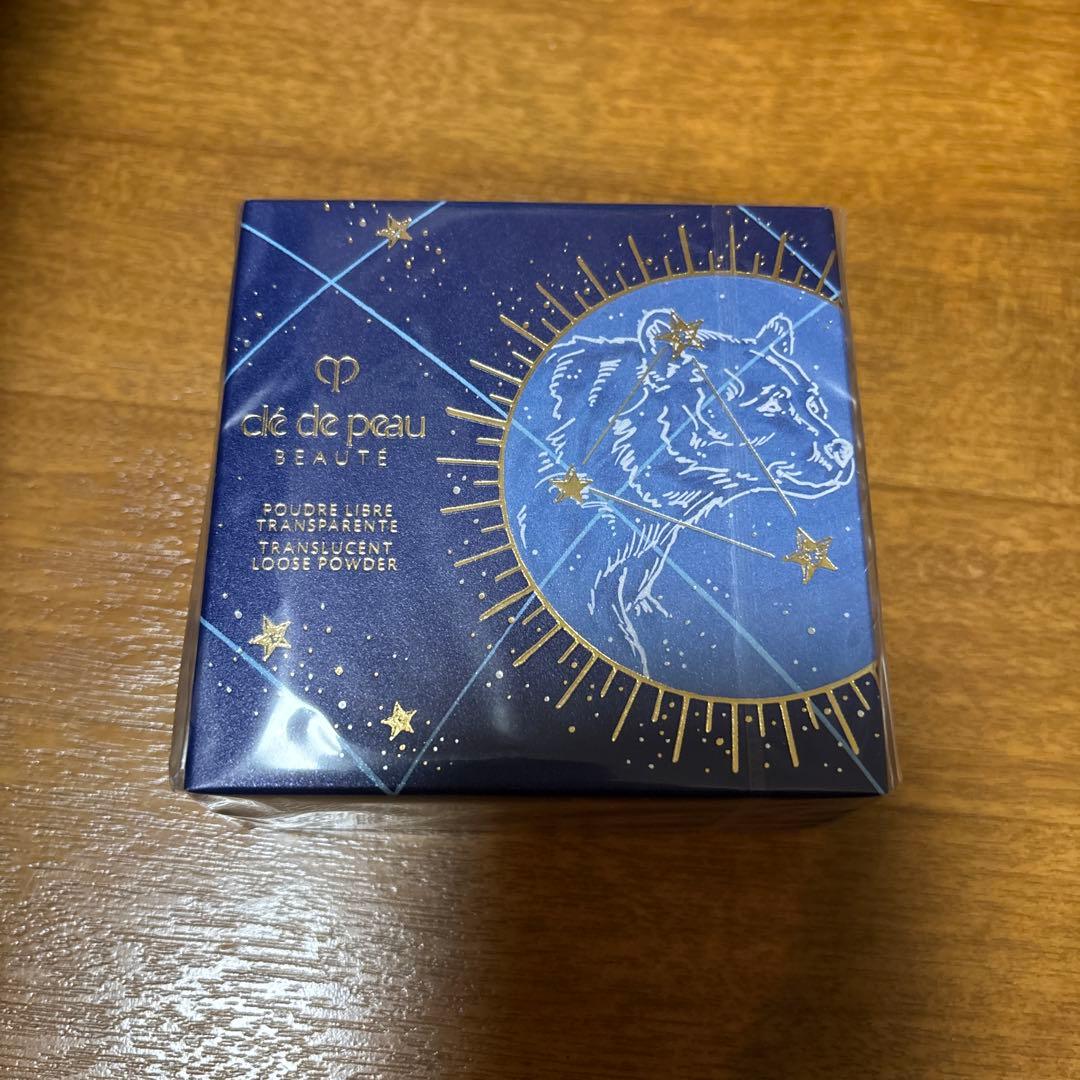 clé de peau
BEAUTÉ
POUDRE LIBRE
TRANSPARENTE
TRANSLUCENT
LOOSE POWDER